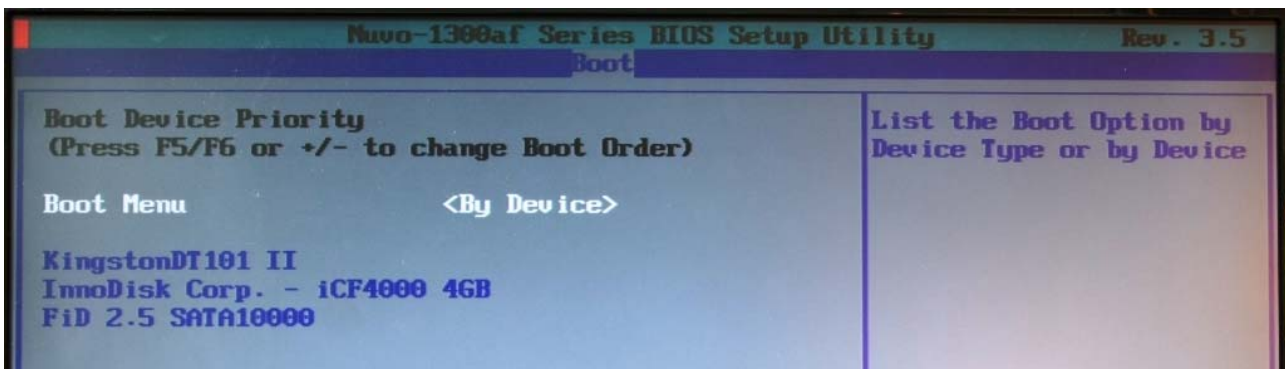 Nuvo-1300af Series BIOS Setup Utility Rev. 3.5
Boot
Boot Device Priority
(Press F5/F6 or +/- to change Boot Order)
Boot Menu <By Device>
KingstonDT101 II
InnoDisk Corp. - iCF4000 4GB
FiD 2.5 SATA10000
List the Boot Option by
Device Type or by Device